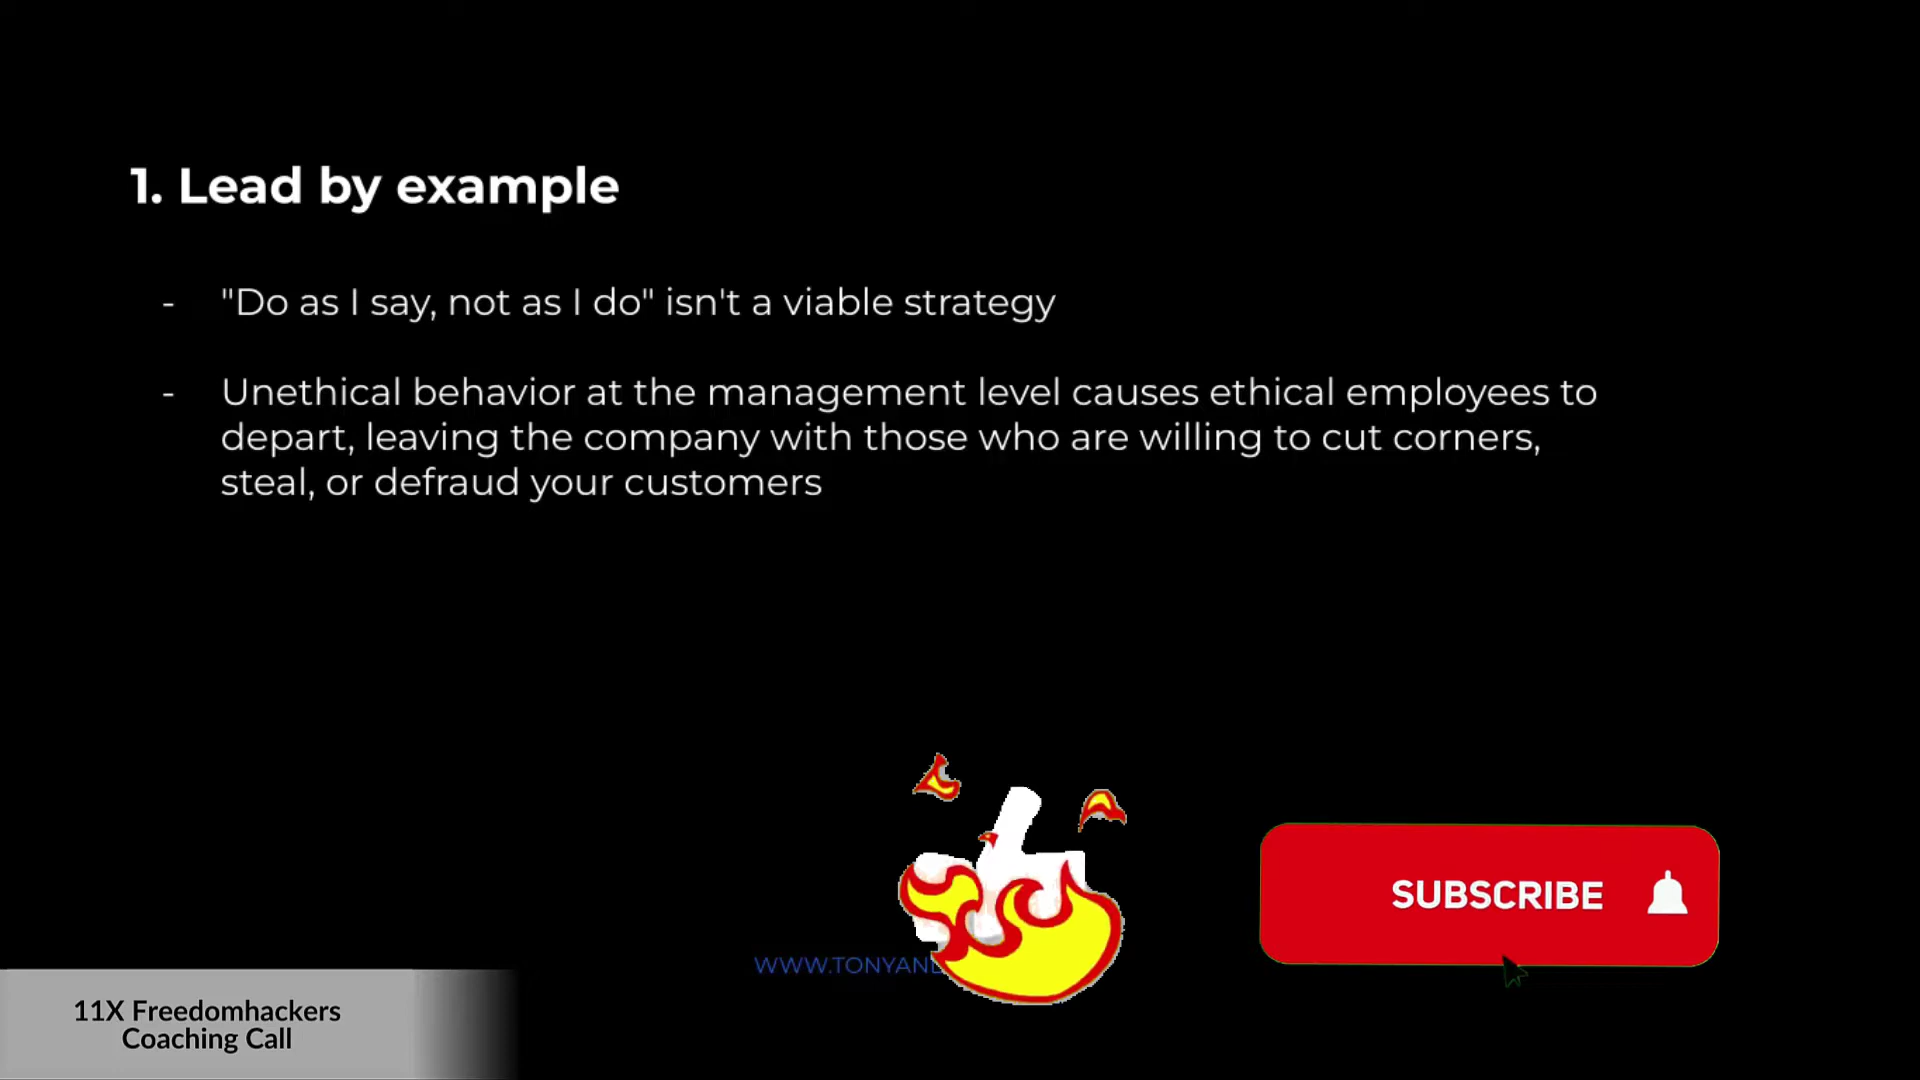 1. Lead by example
- "Do as I say, not as I do" isn't a viable strategy
- Unethical behavior at the management level causes ethical employees to
depart, leaving the company with those who are willing to cut corners,
steal, or defraud your customers
SUBSCRIBE
WWW.TONYAN
11X Freedomhackers
Coaching Call